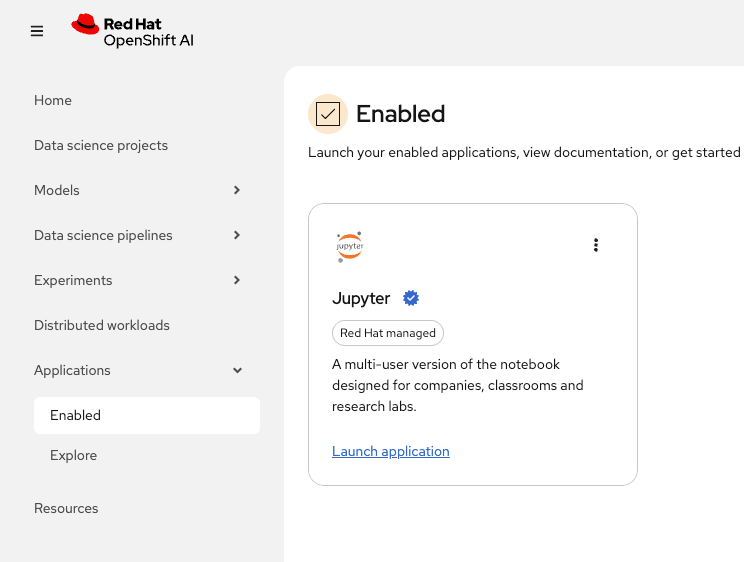 Red Hat
OpenShift AI
Home
Data science projects
Models
Data science pipelines
Experiments
Distributed workloads
Applications
Enabled
Explore
Resources
Enabled
Launch your enabled applications, view documentation, or get started
jupyter
Jupyter
Red Hat managed
A multi-user version of the notebook
designed for companies, classrooms and
research labs.
Launch application